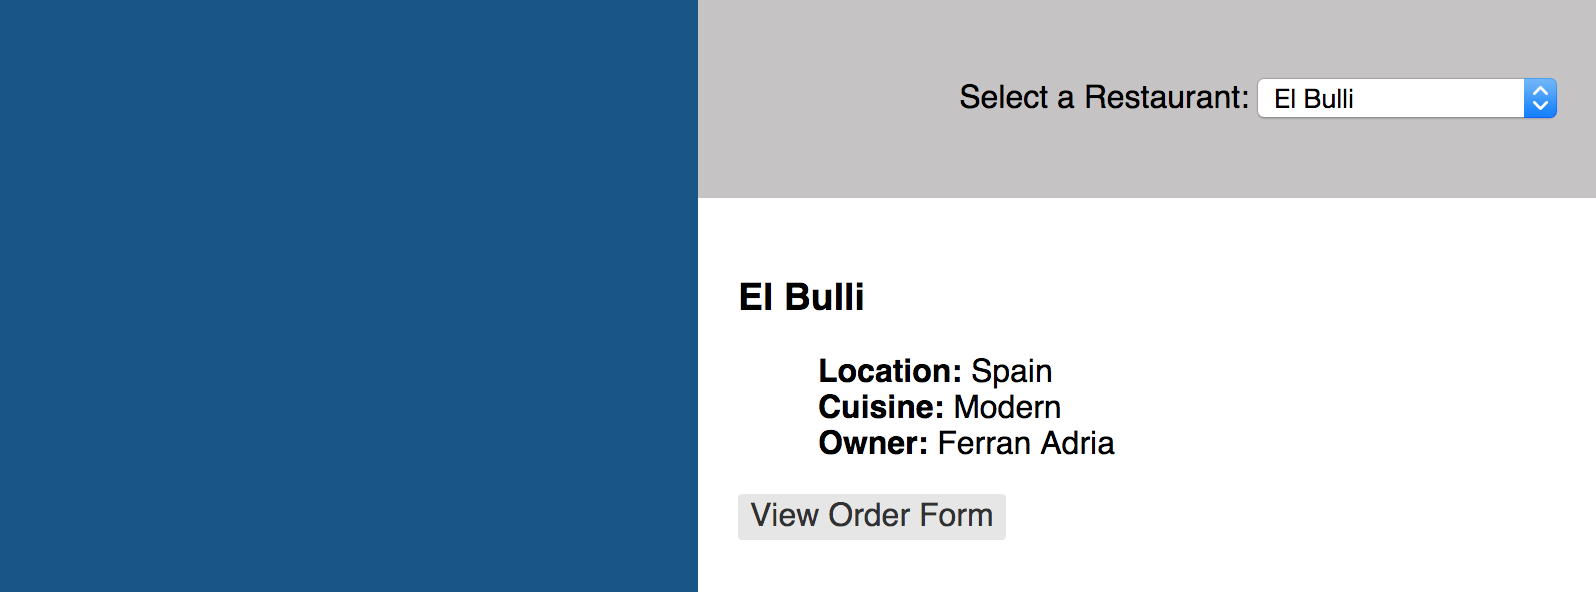 Select a Restaurant: El Bulli
El Bulli
Location: Spain
Cuisine: Modern
Owner: Ferran Adria
View Order Form